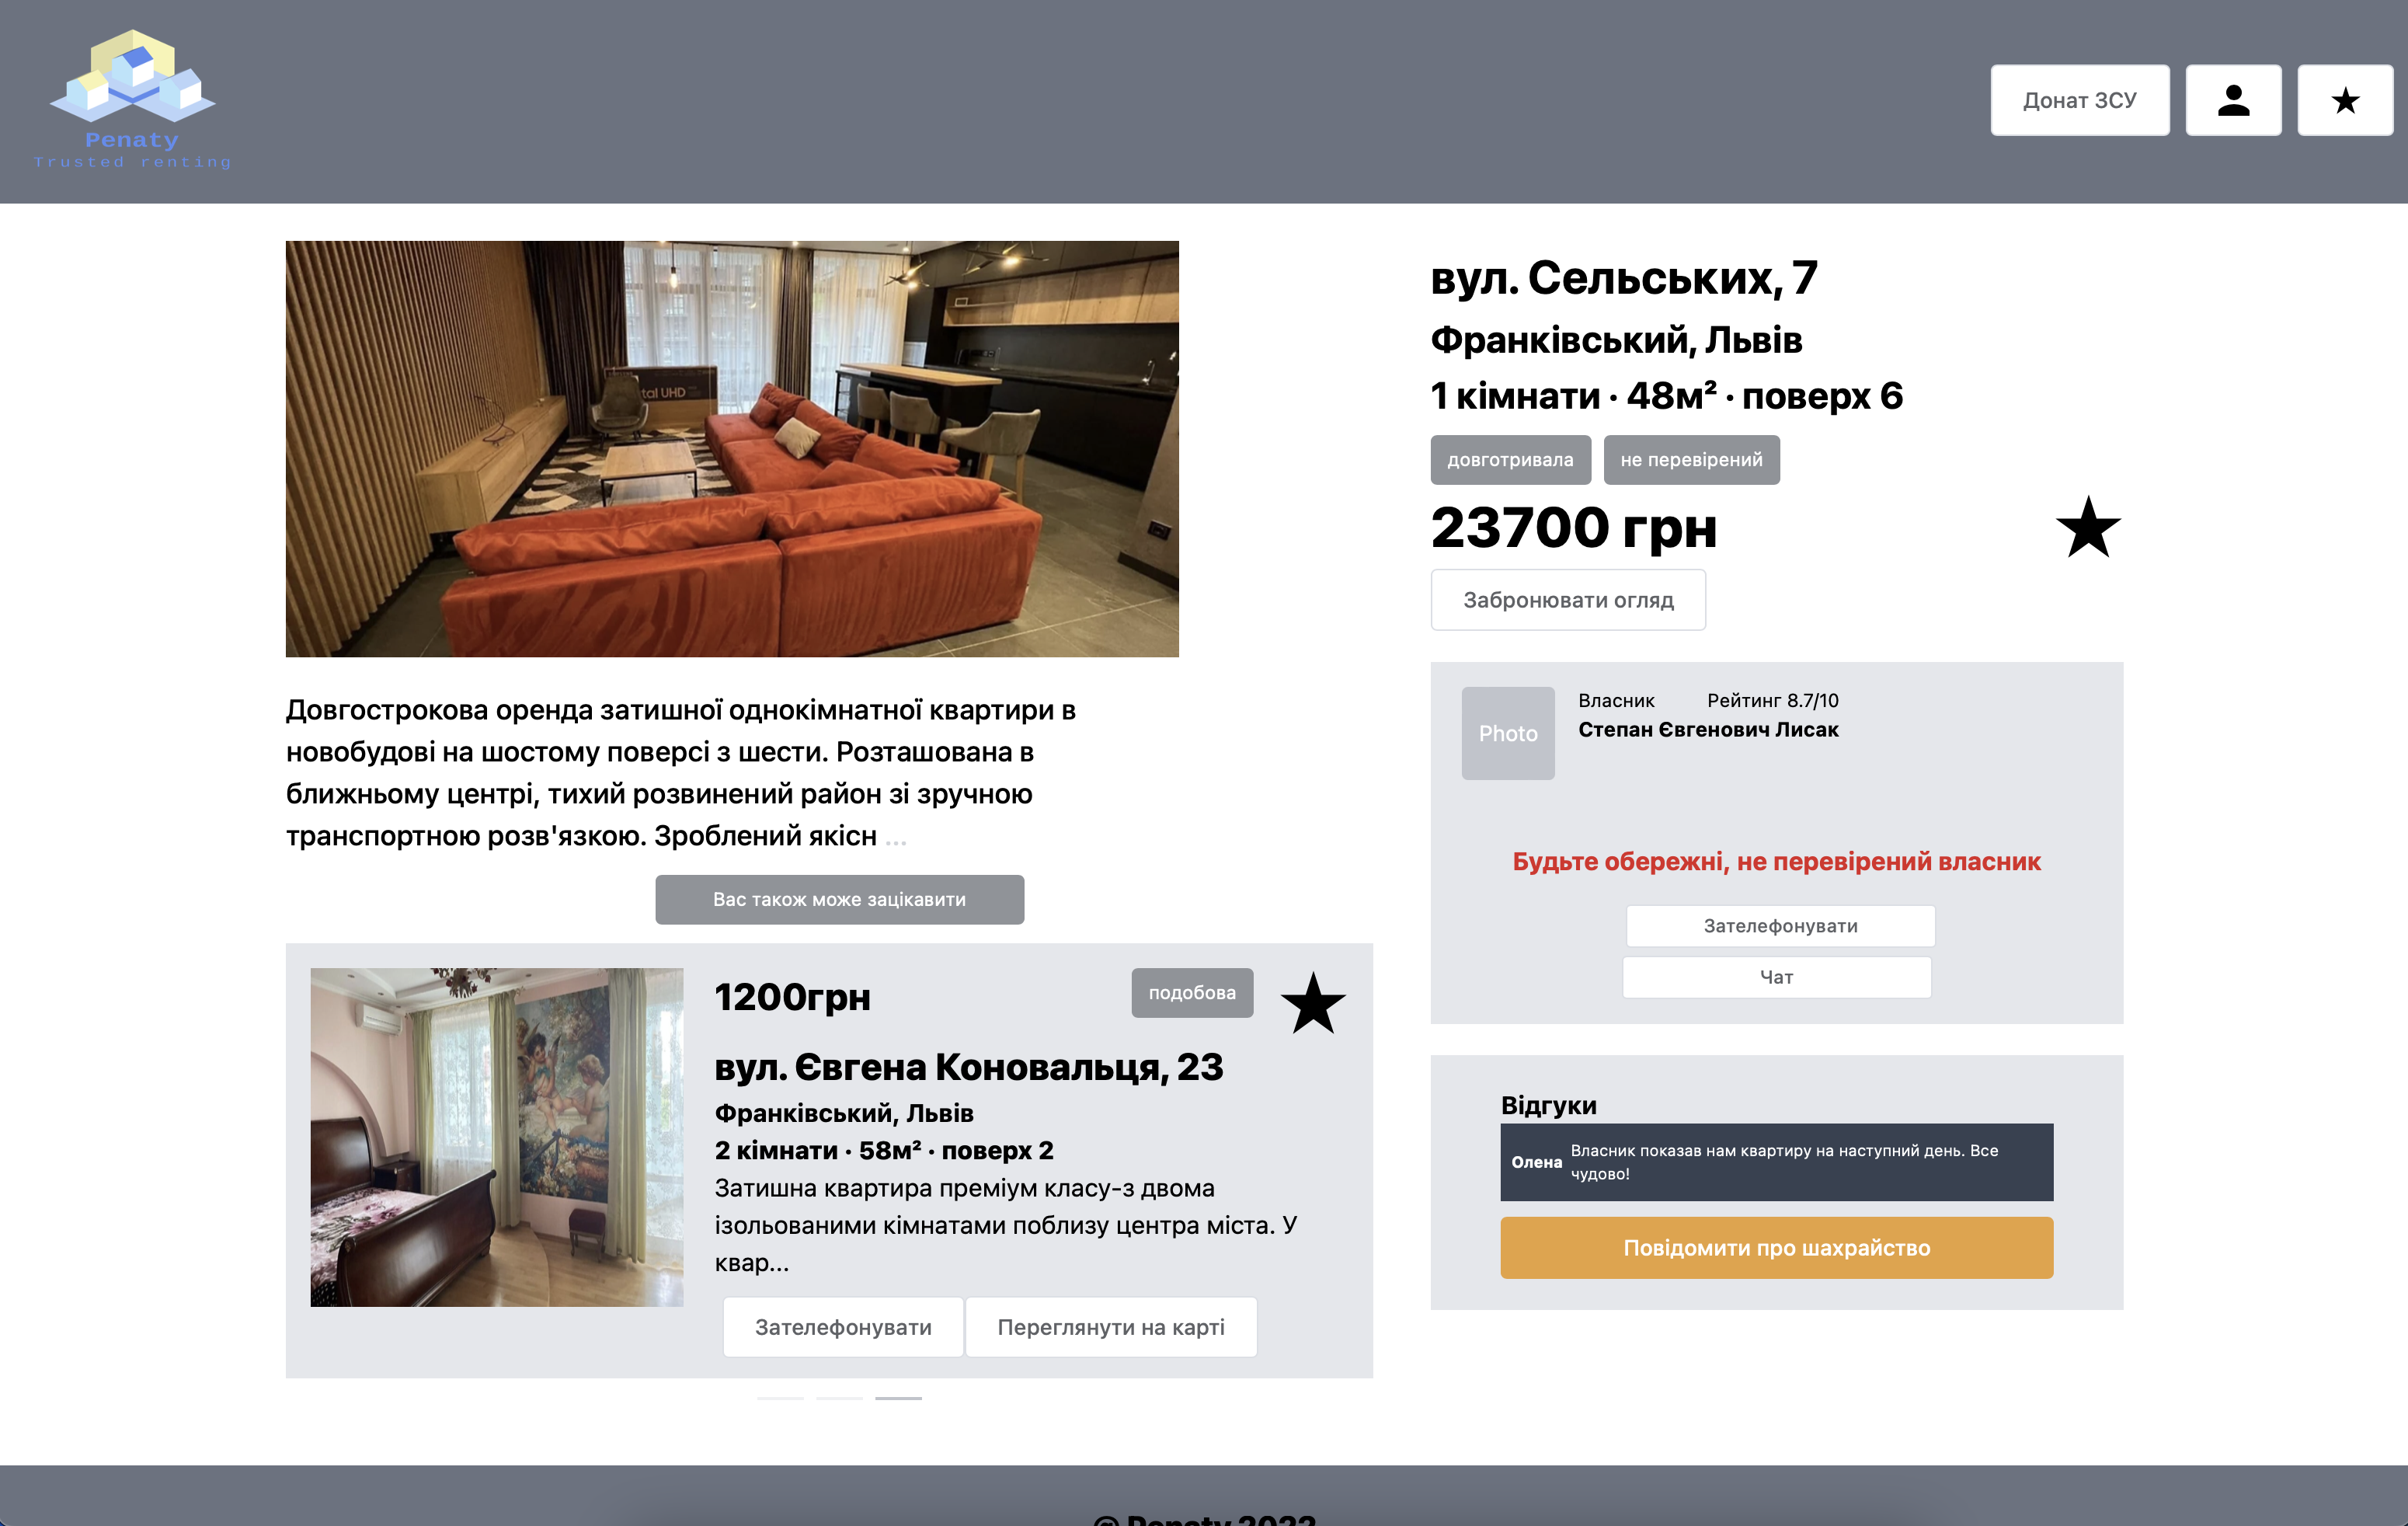 Penaty
Trusted renting
Донат ЗСУ
tal UHD
вул. Сельських, 7
Франківський, Львів
1 кімнати · 48м² · поверх 6
довготривала
не перевірений
23700 грн
Забронювати огляд
Photo
Власник
Рейтинг 8.7/10
Степан Євгенович Лисак
Будьте обережні, не перевірений власник
Зателефонувати
Чат
Відгуки
Олена
Власник показав нам квартиру на наступний день. Все
чудово!
Повідомити про шахрайство
Довгострокова оренда затишної однокімнатної квартири в
новобудові на шостому поверсі з шести. Розташована в
ближньому центрі, тихий розвинений район зі зручною
транспортною розв'язкою. Зроблений якісн ...
Вас також може зацікавити
1200грн
подобова
вул. Євгена Коновальця, 23
Франківський, Львів
2 кімнати · 58м² · поверх 2
Затишна квартира преміум класу-з двома
ізольованими кімнатами поблизу центра міста. У
квар...
Зателефонувати
Переглянути на карті
@ Penaty 2022